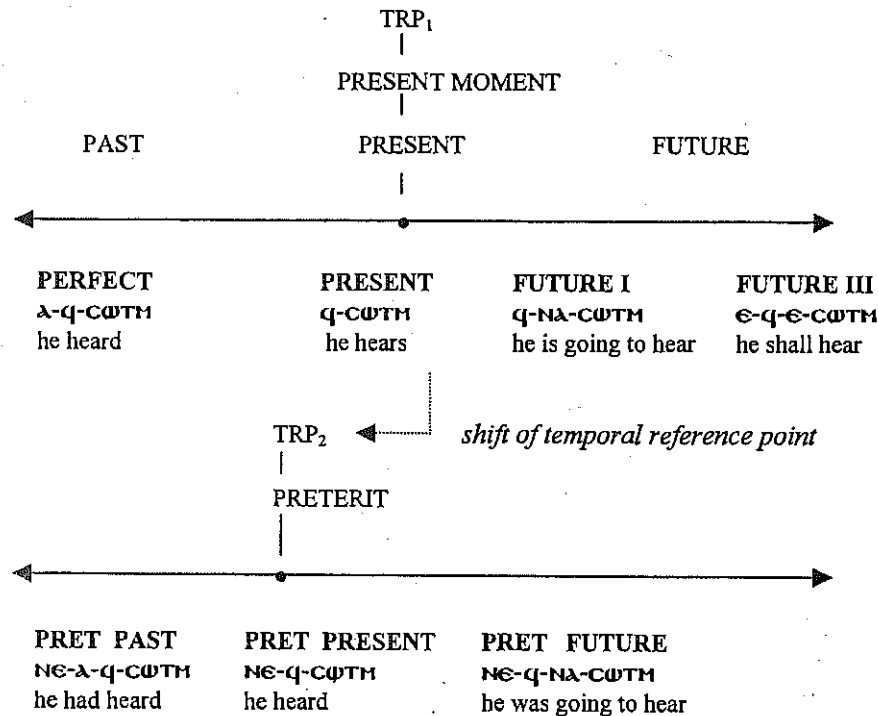 TRP₁
PRESENT MOMENT
PAST PRESENT FUTURE
PERFECT PRESENT FUTURE I FUTURE III
ⲁ-ϥ-ⲥⲱⲧⲙ ϥ-ⲥⲱⲧⲙ ϥ-ⲛⲁ-ⲥⲱⲧⲙ ⲉ-ϥ-ⲉ-ⲥⲱⲧⲙ
he heard he hears he is going to hear he shall hear
TRP₂ shift of temporal reference point
PRETERIT
PRET PAST PRET PRESENT PRET FUTURE
ⲛⲉ-ⲁ-ϥ-ⲥⲱⲧⲙ ⲛⲉ-ϥ-ⲥⲱⲧⲙ ⲛⲉ-ϥ-ⲛⲁ-ⲥⲱⲧⲙ
he had heard he heard he was going to hear